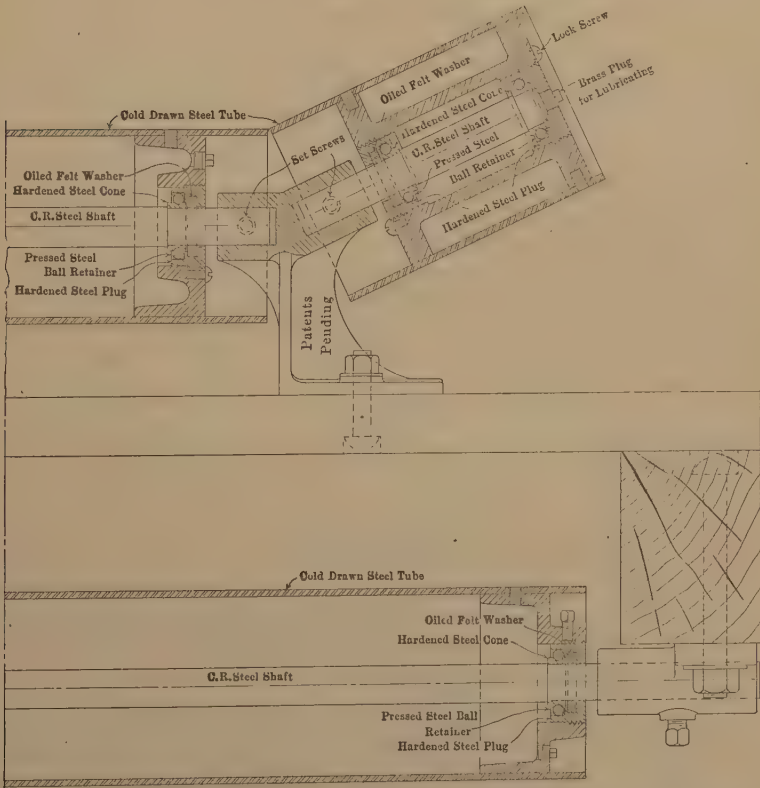 Cold Drawn Steel Tube
Oiled Felt Washer
Hardened Steel Cone
C.R.Steel Shaft
Pressed Steel
Ball Retainer
Hardened Steel Plug
Set Screws
Patents
Pending
Oiled Felt Washer
Hardened Steel Cone
C.R.Steel Shaft
Pressed Steel
Ball Retainer
Hardened Steel Plug
Lock Screw
Brass Plug
for Lubricating
Cold Drawn Steel Tube
Oiled Felt Washer
Hardened Steel Cone
C.R.Steel Shaft
Pressed Steel Ball
Retainer
Hardened Steel Plug